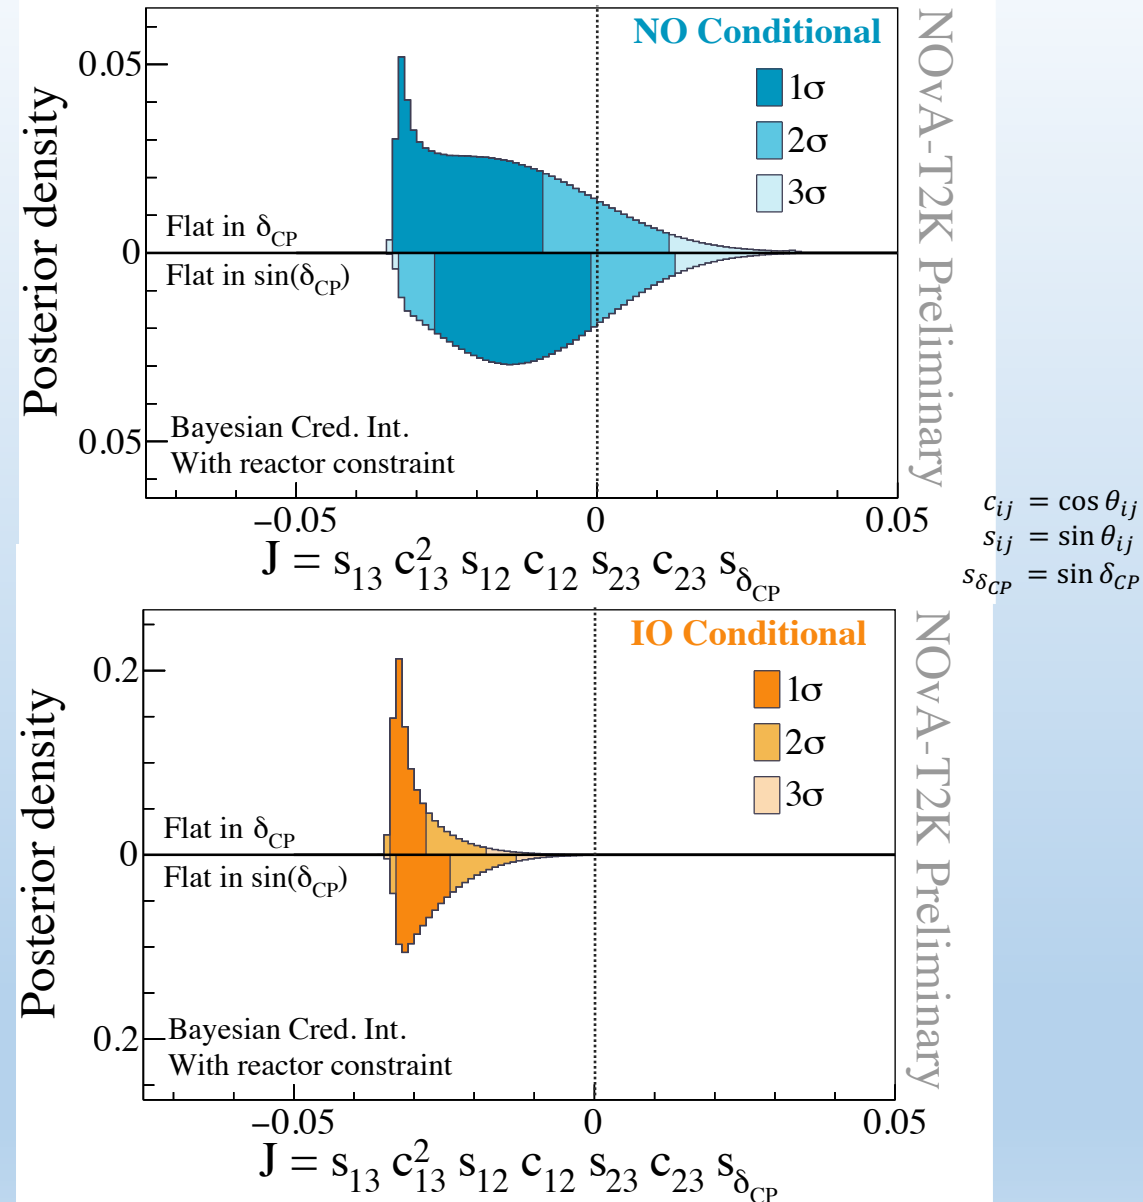 NO Conditional
1σ
2σ
3σ
0.05
0
0.05
Posterior density
Flat in δCP
Flat in sin(δCP)
Bayesian Cred. Int.
With reactor constraint
NOvA-T2K Preliminary
−0.05
0
0.05
J = s13 c²13 s12 c12 s23 c23 sδCP
cij = cos θij
sij = sin θij
sδCP = sin δCP
IO Conditional
1σ
2σ
3σ
0.2
0
0.2
Posterior density
Flat in δCP
Flat in sin(δCP)
Bayesian Cred. Int.
With reactor constraint
NOvA-T2K Preliminary
−0.05
0
0.05
J = s13 c²13 s12 c12 s23 c23 sδCP